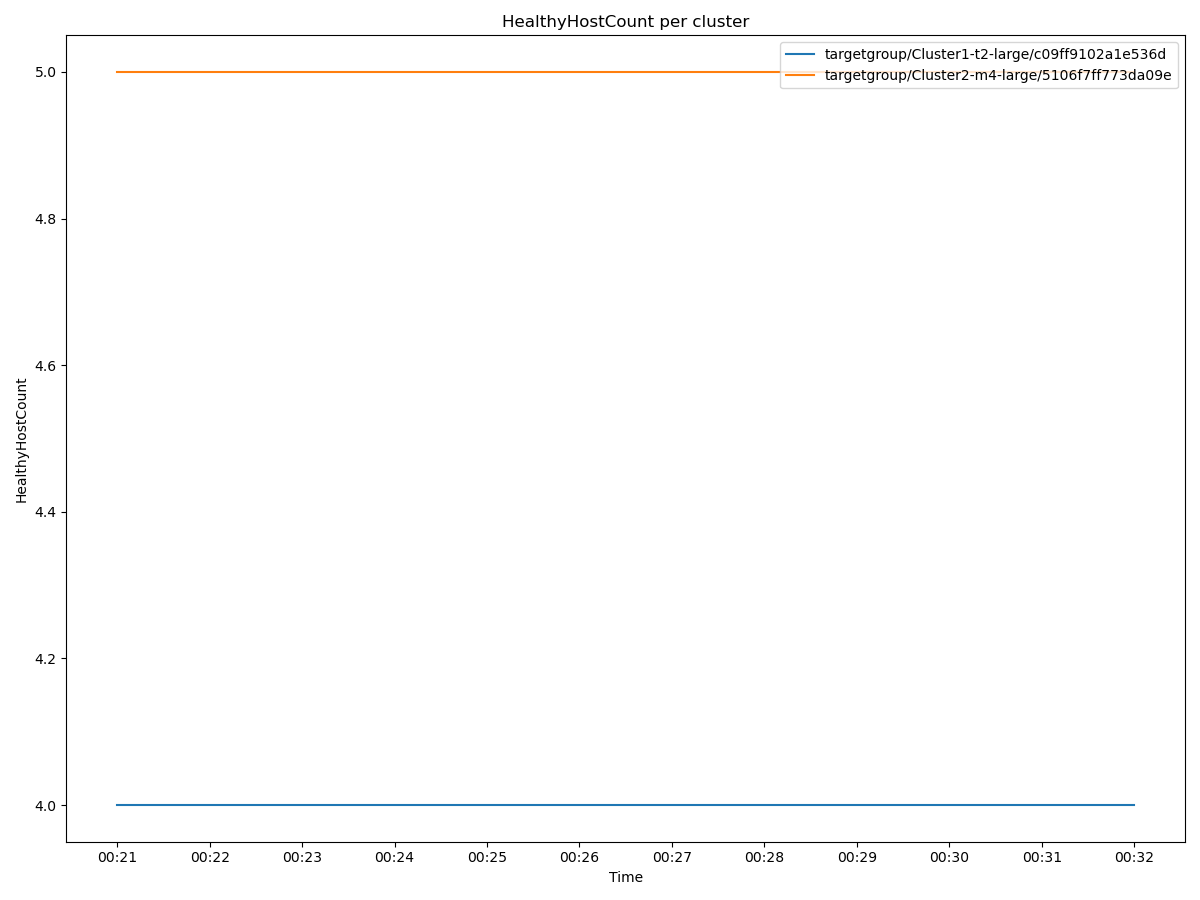 HealthyHostCount per cluster
targetgroup/Cluster1-t2-large/c09ff9102a1e536d
targetgroup/Cluster2-m4-large/5106f7ff773da09e
5.0
4.8
4.6
4.4
4.2
4.0
HealthyHostCount
00:21 00:22 00:23 00:24 00:25 00:26 00:27 00:28 00:29 00:30 00:31 00:32
Time